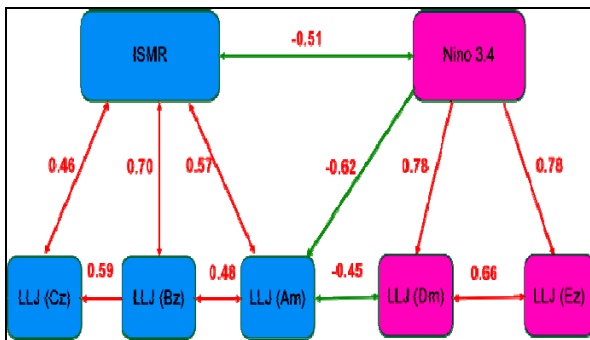 -0.51
ISMR
Nino 3.4
0.46
0.70
0.57
-0.62
0.78
0.78
0.59
0.48
-0.45
0.66
LLJ (Cz)
LLJ (Bz)
LLJ (Am)
LLJ (Dm)
LLJ (Ez)